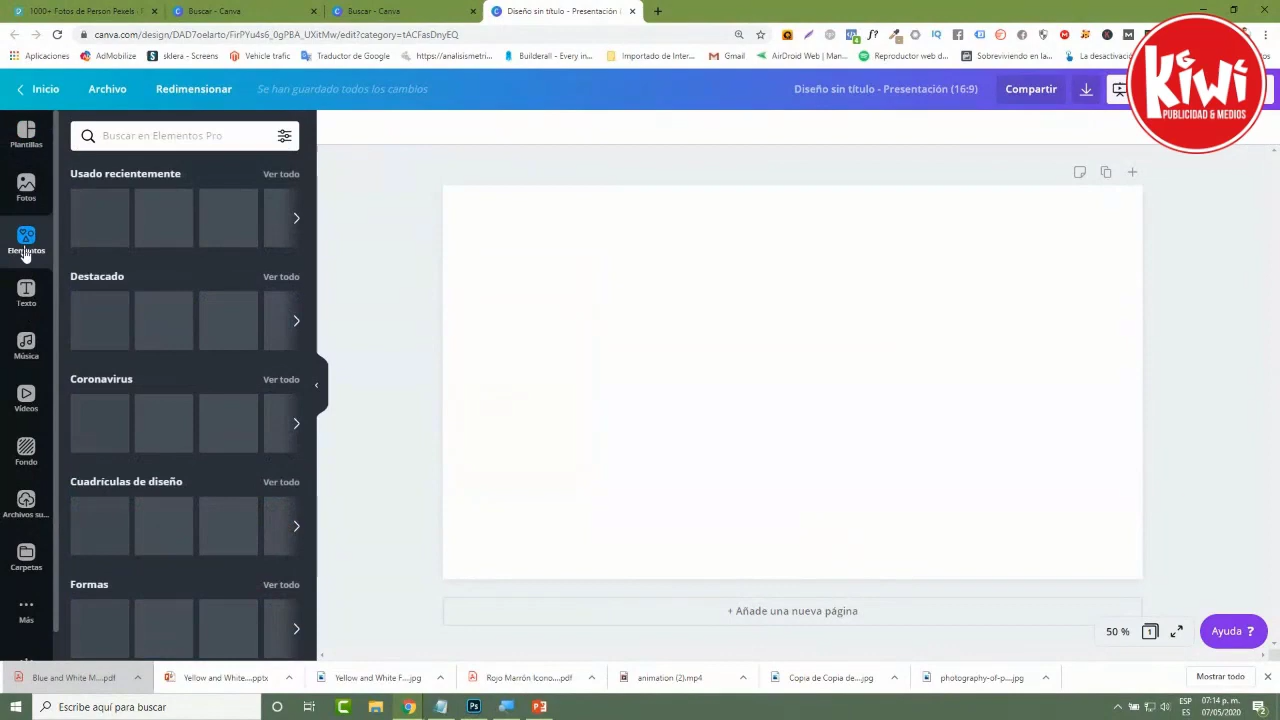 1000+ Fotos de Person Pexels
Buscar - Canva
Buscar - Canva
Diseño sin título - Presentación (
canva.com/design/DAD7oelarto/FirPYu4s6_0gPBA_UXitMw/edit?category=tACFasDnyEQ
Aplicaciones
AdMobilize
sklera - Screens
Vehicle trafic
Traductor de Google
https://analisismetri...
Builderall - Every in...
Importado de Inter...
Gmail
AirDroid Web | Man...
Reproductor web d...
Sobreviviendo en la...
La desactivació
Inicio
Archivo
Redimensionar
Se han guardado todos los cambios
Diseño sin título - Presentación (16:9)
Compartir
KIWI
PUBLICIDAD & MEDIOS
Plantillas
Fotos
Elementos
Texto
Música
Vídeos
Fondo
Archivos su...
Carpetas
Más
Buscar en Elementos Pro
Usado recientemente
Ver todo
Destacado
Ver todo
Coronavirus
Ver todo
Cuadrículas de diseño
Ver todo
Formas
Ver todo
+ Añade una nueva página
50 %
1
Ayuda ?
Blue and White M....pdf
Yellow and White....pptx
Yellow and White F....jpg
Rojo Marrón Icono....pdf
animation (2).mp4
Copia de Copia de....jpg
photography-of-p....jpg
Mostrar todo
Escribe aquí para buscar
ESP
ES
07:14 p. m.
07/05/2020
2